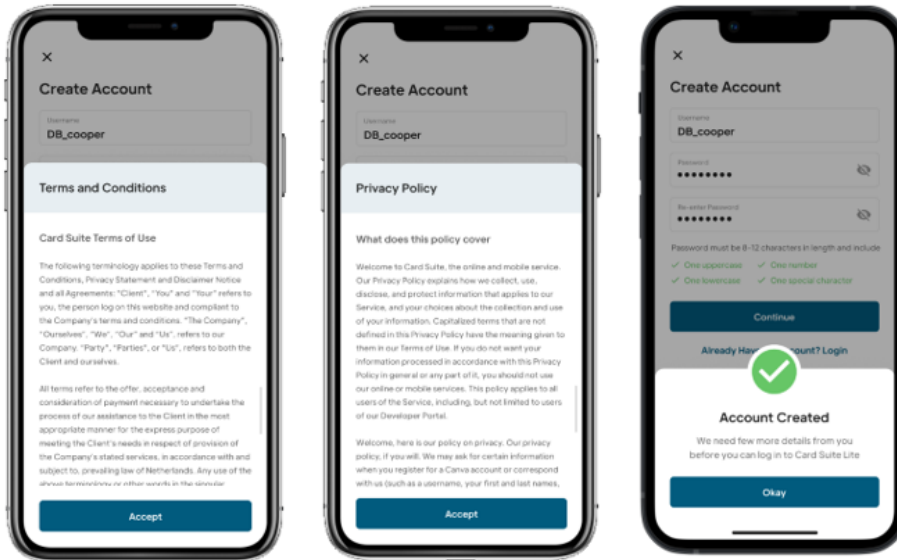 Create Account
Username
DB_cooper
Terms and Conditions
Card Suite Terms of Use
The following terminology applies to these Terms and
Conditions, Privacy Statement and Disclaimer Notice
and all Agreements: "Client", "You" and "Your" refers to
you, the person log on this website and compliant to
the Company's terms and conditions. "The Company",
"Ourselves", "We", "Our" and "Us", refers to our
Company. "Party", "Parties", or "Us", refers to both the
Client and ourselves.
All terms refer to the offer, acceptance and
consideration of payment necessary to undertake the
process of our assistance to the Client in the most
appropriate manner for the express purpose of
meeting the Client's needs in respect of provision of
the Company's stated services, in accordance with and
subject to, prevailing law of Netherlands. Any use of the
above terminology or other words in the singular,
Accept
Create Account
Username
DB_cooper
Privacy Policy
What does this policy cover
Welcome to Card Suite, the online and mobile service.
Our Privacy Policy explains how we collect, use,
disclose, and protect information that applies to our
Service, and your choices about the collection and use
of your information. Capitalized terms that are not
defined in this Privacy Policy have the meaning given to
them in our Terms of Use. If you do not want your
information processed in accordance with this Privacy
Policy in general or any part of it, you should not use
our online or mobile services. This policy applies to all
users of the Service, including, but not limited to users
of our Developer Portal.
Welcome, here is our policy on privacy. Our privacy
policy, if you will. We may ask for certain information
when you register for a Canva account or correspond
with us (such as a username, your first and last names,
Accept
Create Account
Username
DB_cooper
Password
Re-enter Password
Password must be 8-12 characters in length and include
One uppercase One number
One lowercase One special character
Continue
Already Have Account? Login
Account Created
We need few more details from you
before you can log in to Card Suite Lite
Okay